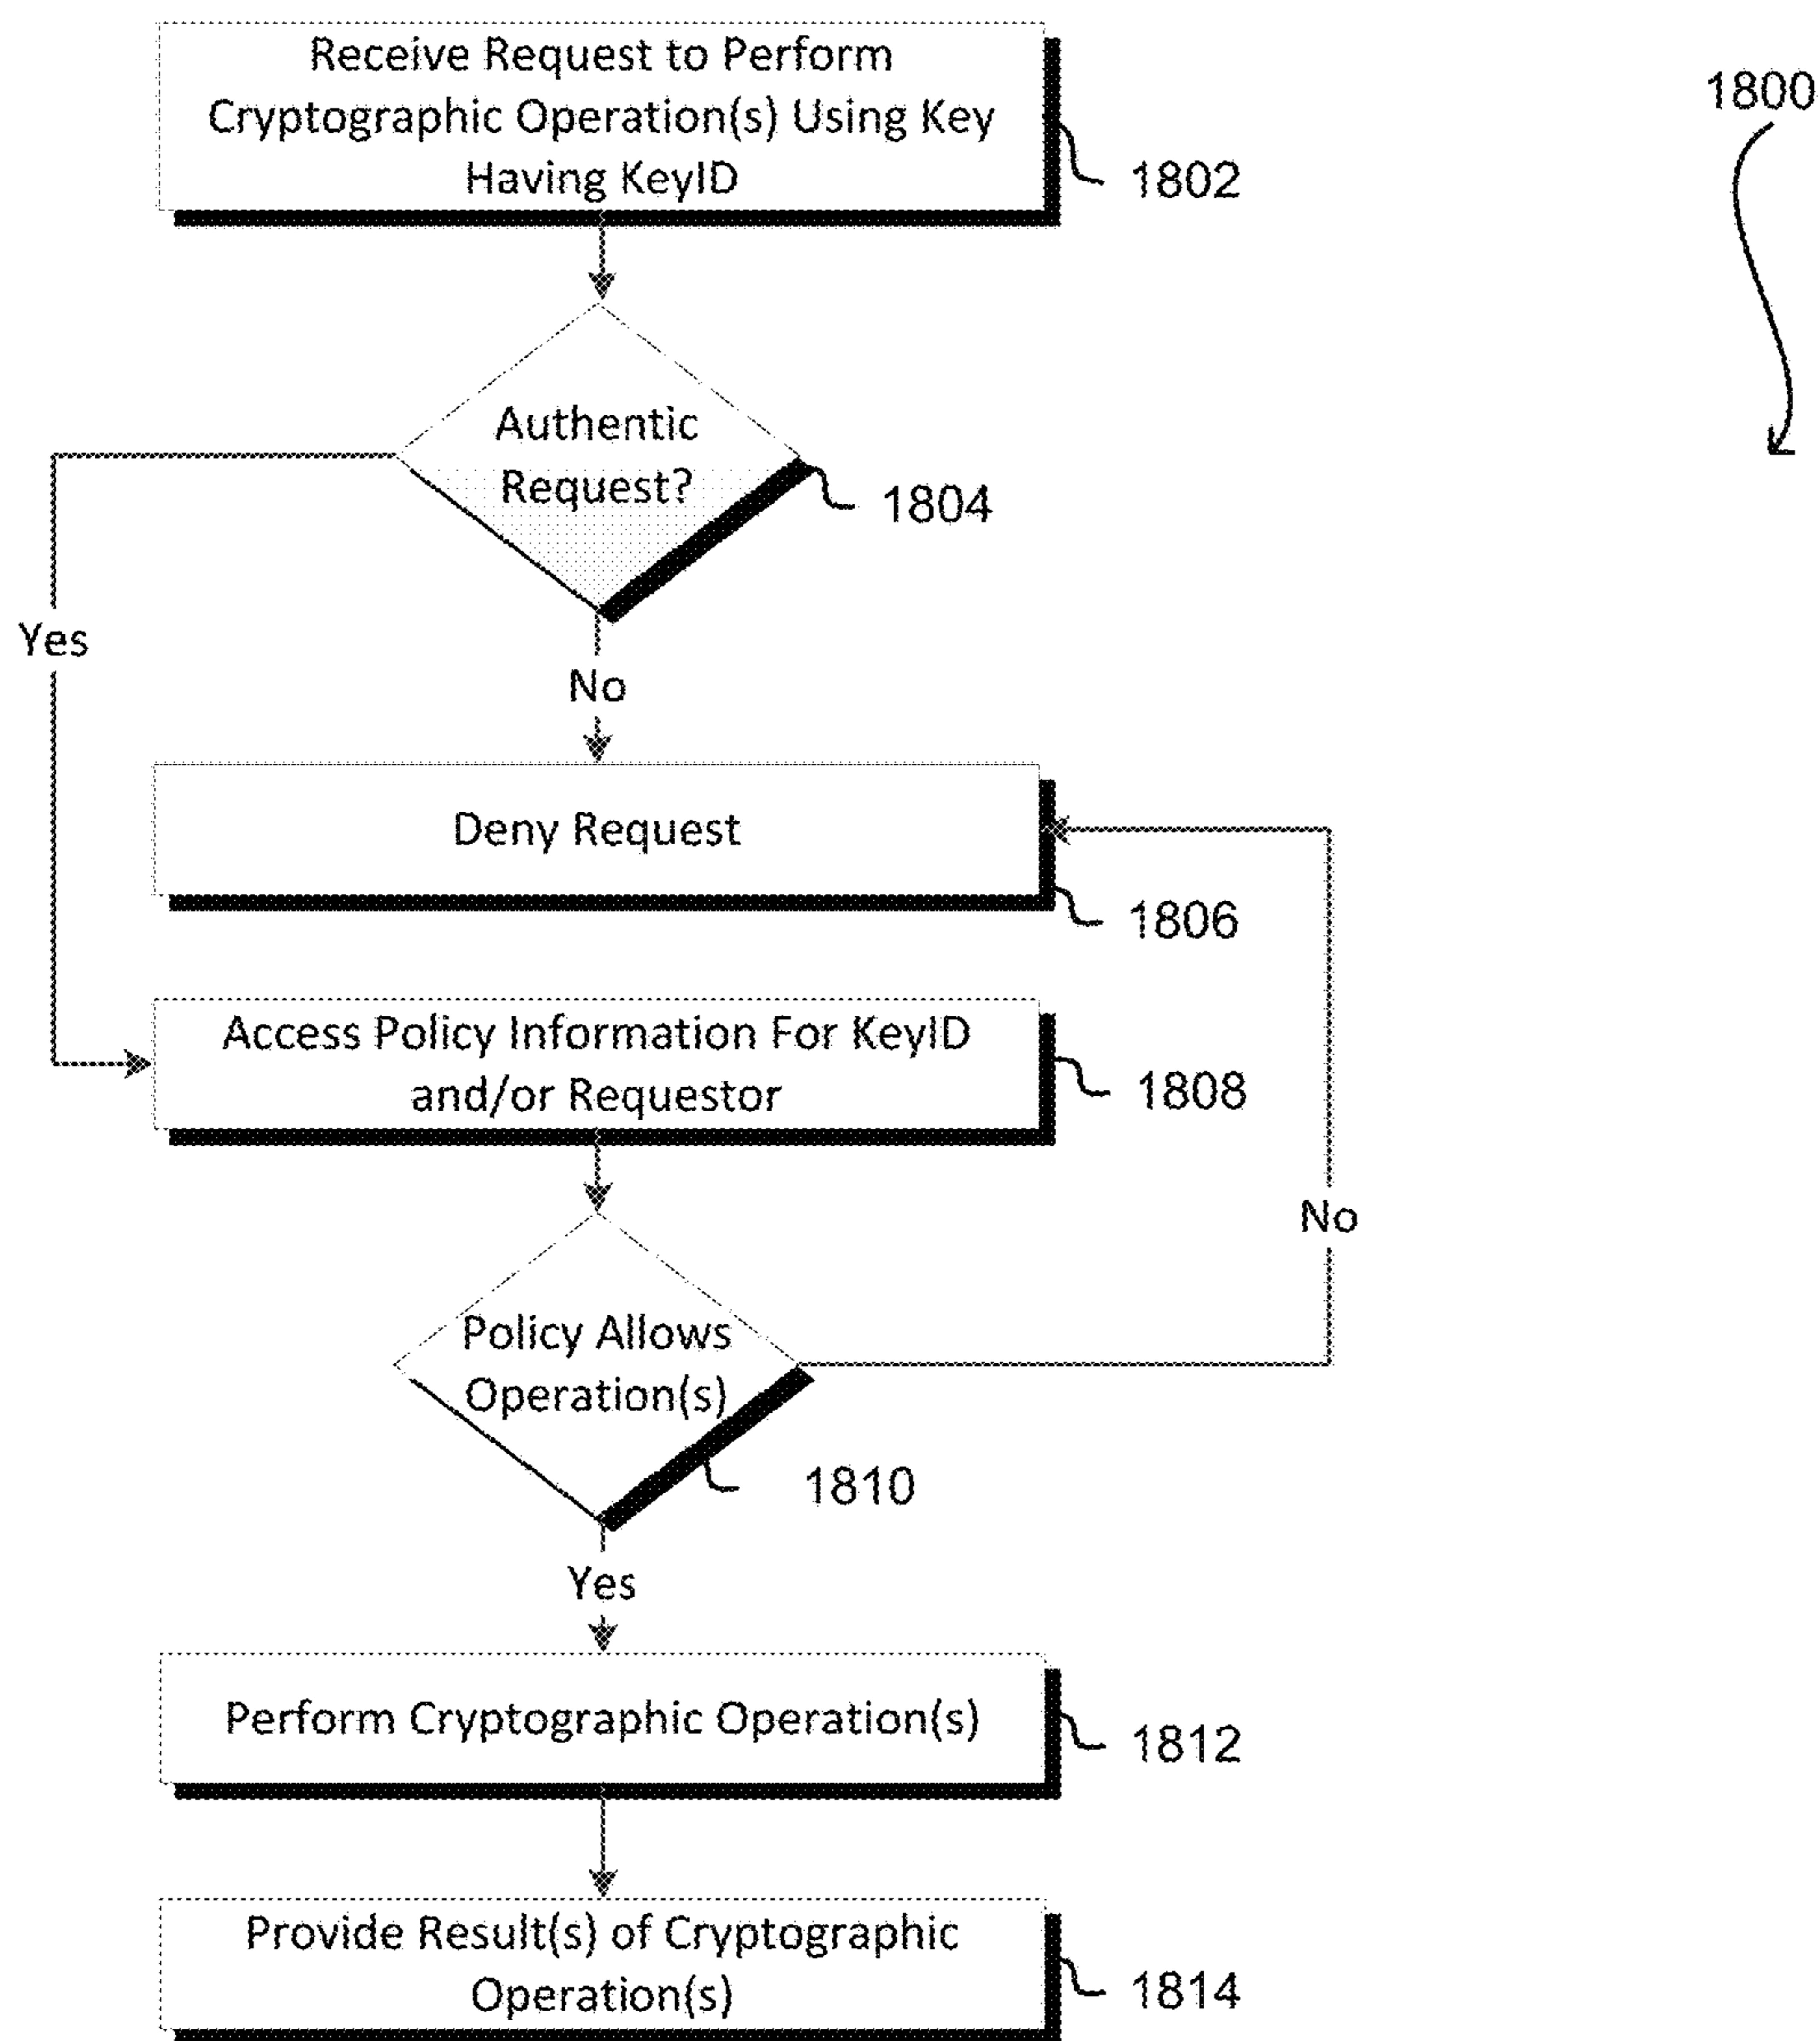 Receive Request to Perform
Cryptographic Operation(s) Using Key
Having KeyID
1800
1802
Authentic
Request?
1804
Yes
No
Deny Request
1806
Access Policy Information For KeyID
and/or Requestor
1808
No
Policy Allows
Operation(s)
1810
Yes
Perform Cryptographic Operation(s)
1812
Provide Result(s) of Cryptographic
Operation(s)
1814